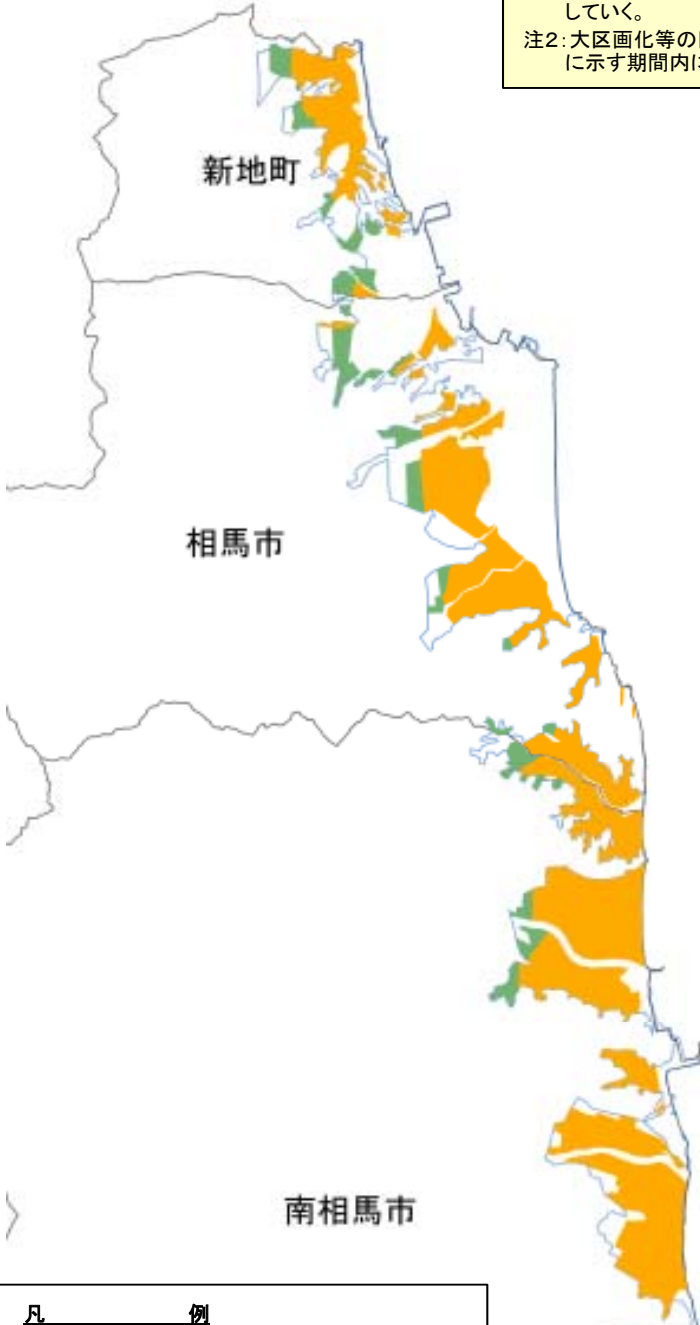 していく。
注2:大区画化等の
に示す期間内に
新地町
相馬市
南相馬市
凡 例